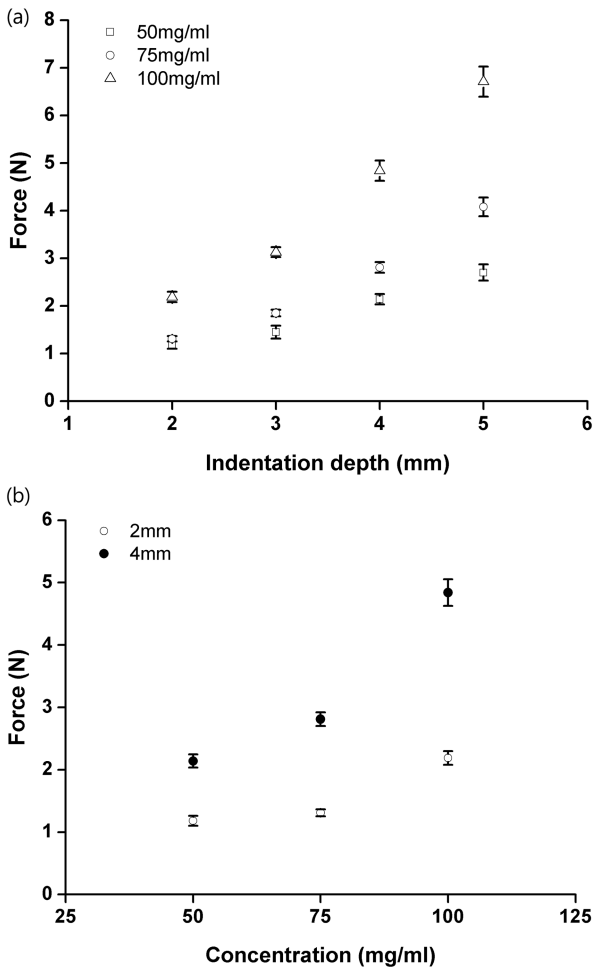 (a)
50mg/ml
75mg/ml
100mg/ml
Force (N)
8
7
6
5
4
3
2
1
0
1 2 3 4 5 6
Indentation depth (mm)
(b)
2mm
4mm
Force (N)
6
5
4
3
2
1
0
25 50 75 100 125
Concentration (mg/ml)